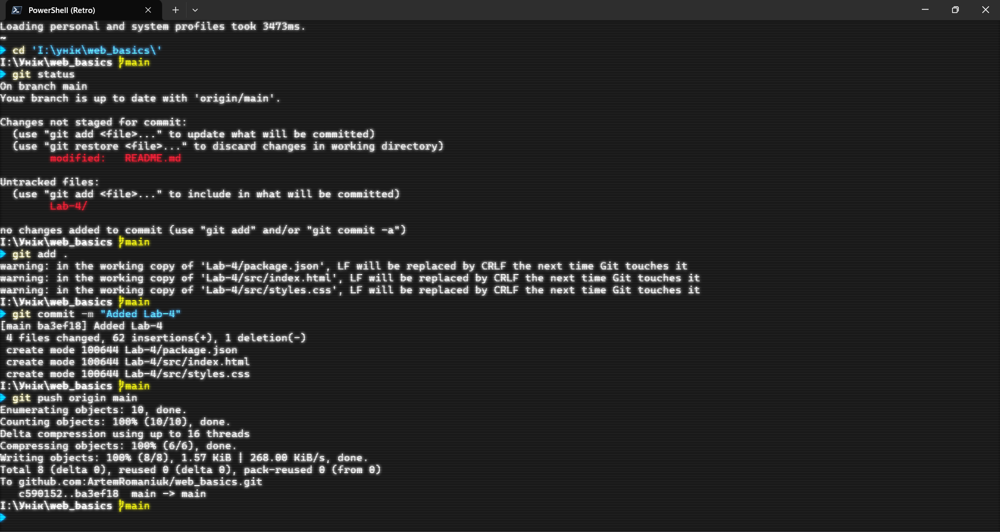 PowerShell (Retro)
Loading personal and system profiles took 3473ms.
~
cd 'I:\унік\web_basics\'
I:\Унік\web_basics main
git status
On branch main
Your branch is up to date with 'origin/main'.
Changes not staged for commit:
  (use "git add <file>..." to update what will be committed)
  (use "git restore <file>..." to discard changes in working directory)
        modified:   README.md
Untracked files:
  (use "git add <file>..." to include in what will be committed)
        Lab-4/
no changes added to commit (use "git add" and/or "git commit -a")
I:\Унік\web_basics main
git add .
warning: in the working copy of 'Lab-4/package.json', LF will be replaced by CRLF the next time Git touches it
warning: in the working copy of 'Lab-4/src/index.html', LF will be replaced by CRLF the next time Git touches it
warning: in the working copy of 'Lab-4/src/styles.css', LF will be replaced by CRLF the next time Git touches it
I:\Унік\web_basics main
git commit -m "Added Lab-4"
[main ba3ef18] Added Lab-4
 4 files changed, 62 insertions(+), 1 deletion(-)
 create mode 100644 Lab-4/package.json
 create mode 100644 Lab-4/src/index.html
 create mode 100644 Lab-4/src/styles.css
I:\Унік\web_basics main
git push origin main
Enumerating objects: 10, done.
Counting objects: 100% (10/10), done.
Delta compression using up to 16 threads
Compressing objects: 100% (6/6), done.
Writing objects: 100% (8/8), 1.57 KiB | 268.00 KiB/s, done.
Total 8 (delta 0), reused 0 (delta 0), pack-reused 0 (from 0)
To github.com:ArtemRomaniuk/web_basics.git
   c590152..ba3ef18  main -> main
I:\Унік\web_basics main